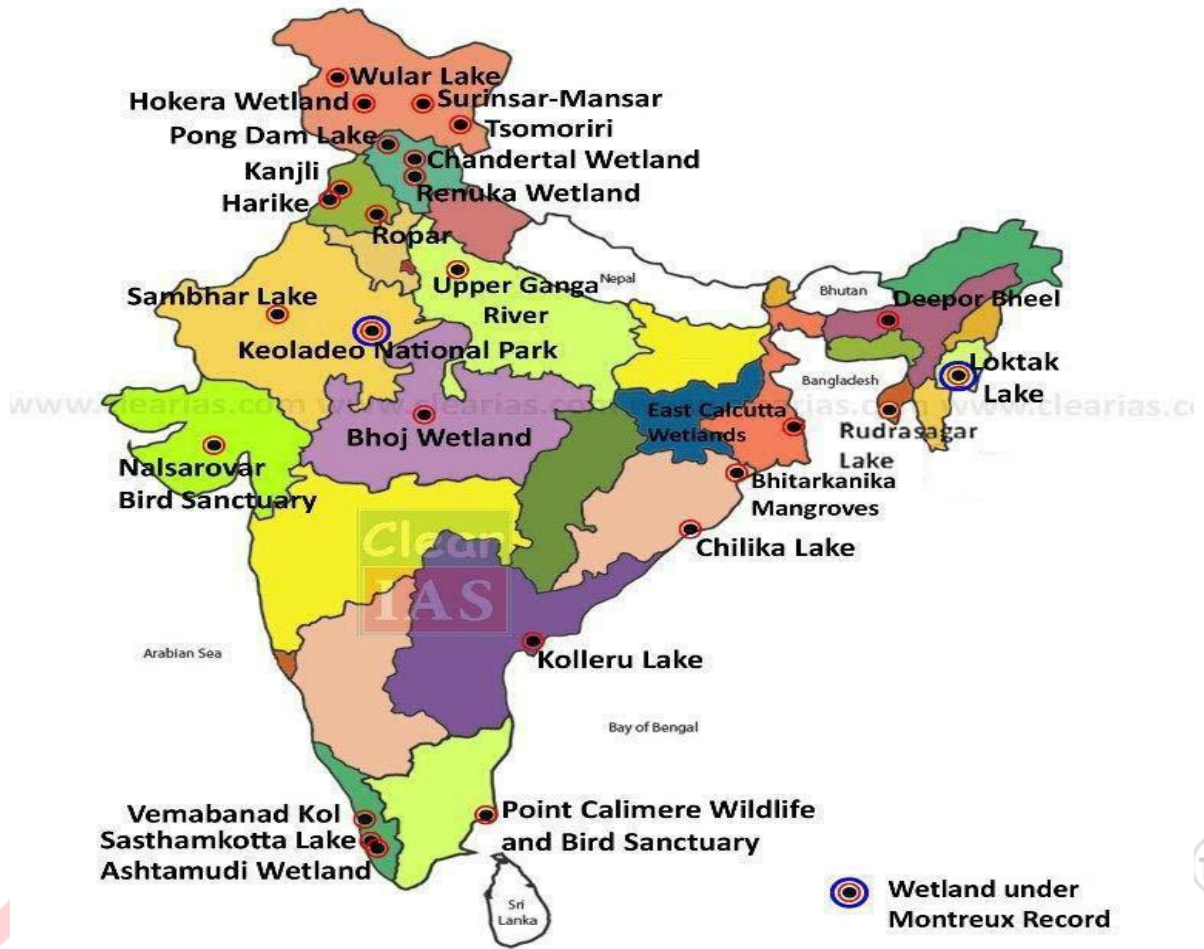 Wular Lake
Hokera Wetland
Surinsar-Mansar
Pong Dam Lake
Tsomoriri
Kanjli
Chandertal Wetland
Harike
Renuka Wetland
Ropar
Sambhar Lake
Upper Ganga
River
Nepal
Bhutan
Deepor Bheel
Keoladeo National Park
Loktak
Lake
Bangladesh
www.clearias.com www.clearias.com www.clearias.co
Bhoj Wetland
East Calcutta
Wetlands
Rudrasagar
Lake
Nalsarovar
Bird Sanctuary
Bhitarkanika
Mangroves
Clear
IAS
Chilika Lake
Arabian Sea
Kolleru Lake
Bay of Bengal
Vemabanad Kol
Sasthamkotta Lake
Ashtamudi Wetland
Point Calimere Wildlife
and Bird Sanctuary
Sri
Lanka
Wetland under
Montreux Record